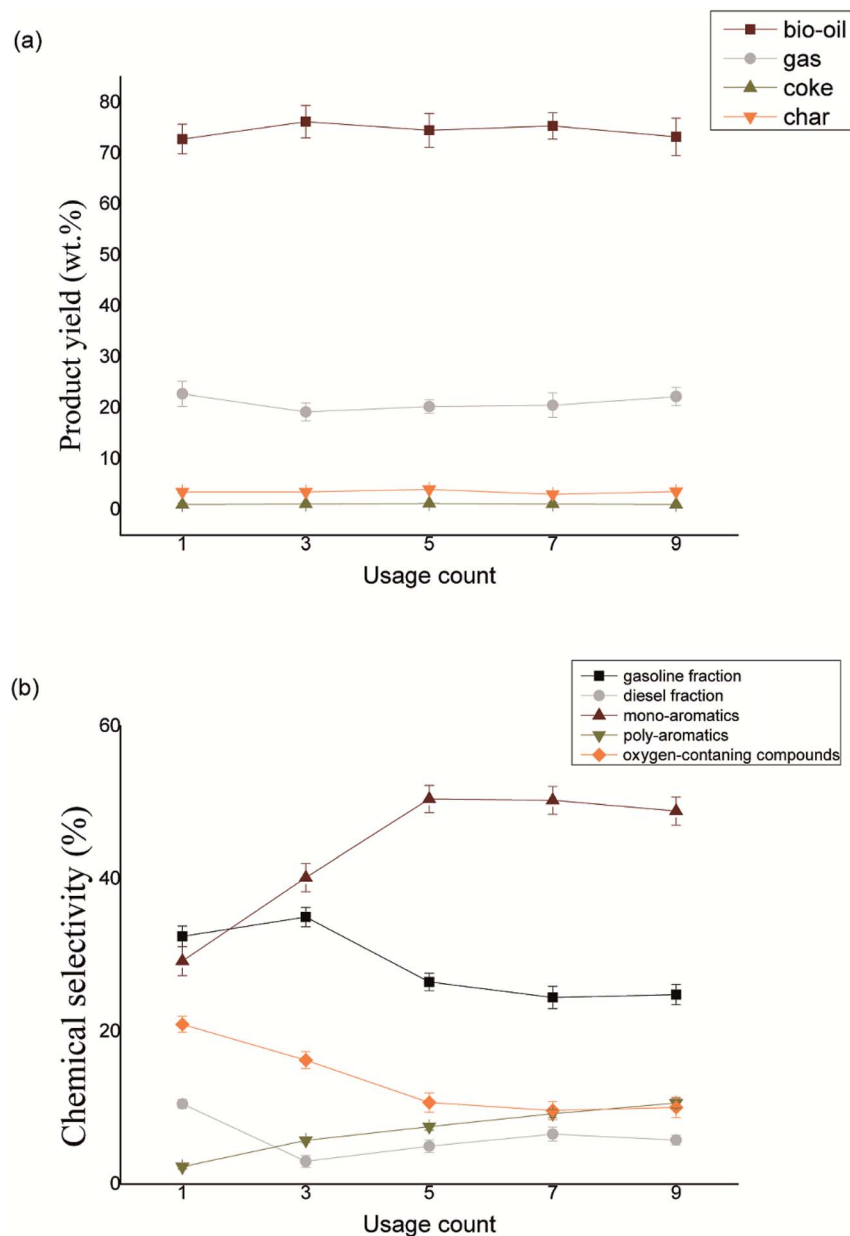 (a)
bio-oil
gas
coke
char
80
70
60
50
40
30
20
10
0
Product yield (wt.%)
1 3 5 7 9
Usage count
(b)
gasoline fraction
diesel fraction
mono-aromatics
poly-aromatics
oxygen-contaning compounds
60
40
20
0
Chemical selectivity (%)
1 3 5 7 9
Usage count